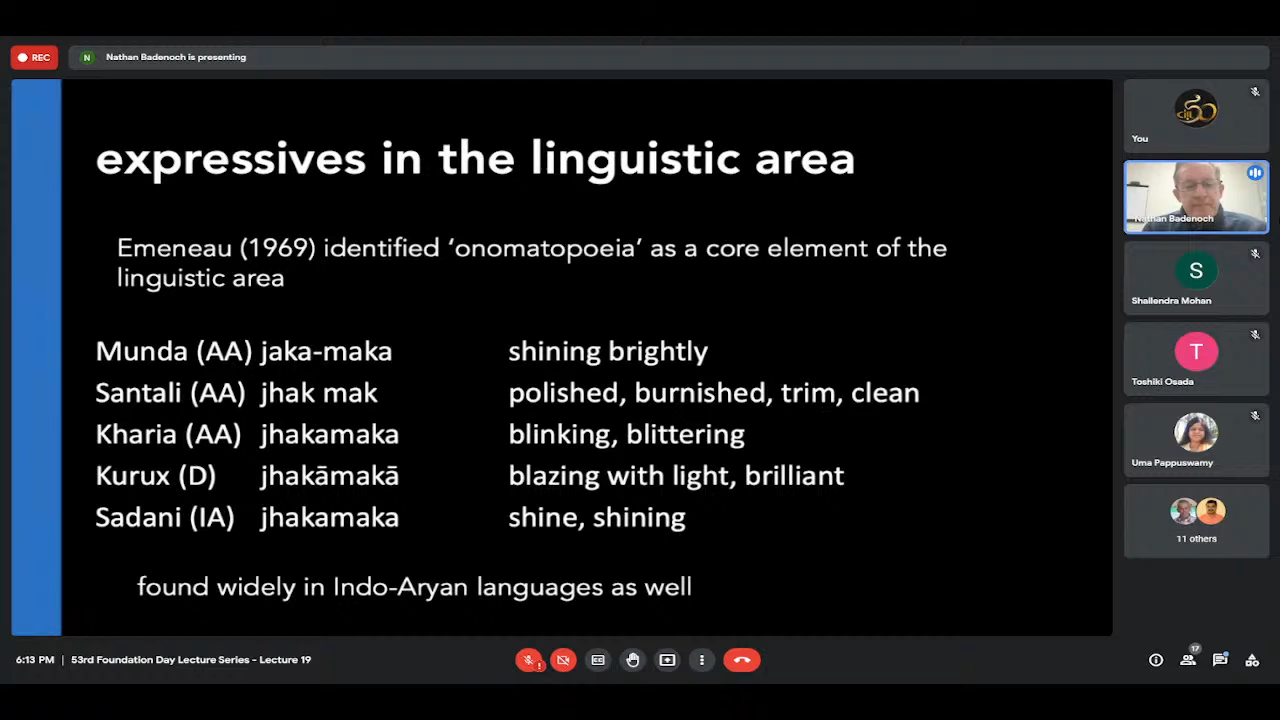 REC
N
Nathan Badenoch is presenting
expressives in the linguistic area
Emeneau (1969) identified ‘onomatopoeia’ as a core element of the
linguistic area
Munda (AA) jaka-maka shining brightly
Santali (AA) jhak mak polished, burnished, trim, clean
Kharia (AA) jhakamaka blinking, blittering
Kurux (D) jhakāmakā blazing with light, brilliant
Sadani (IA) jhakamaka shine, shining
found widely in Indo-Aryan languages as well
You
Nathan Badenoch
S
Shailendra Mohan
T
Toshiki Osada
Uma Pappuswamy
11 others
6:13 PM | 53rd Foundation Day Lecture Series - Lecture 19
17